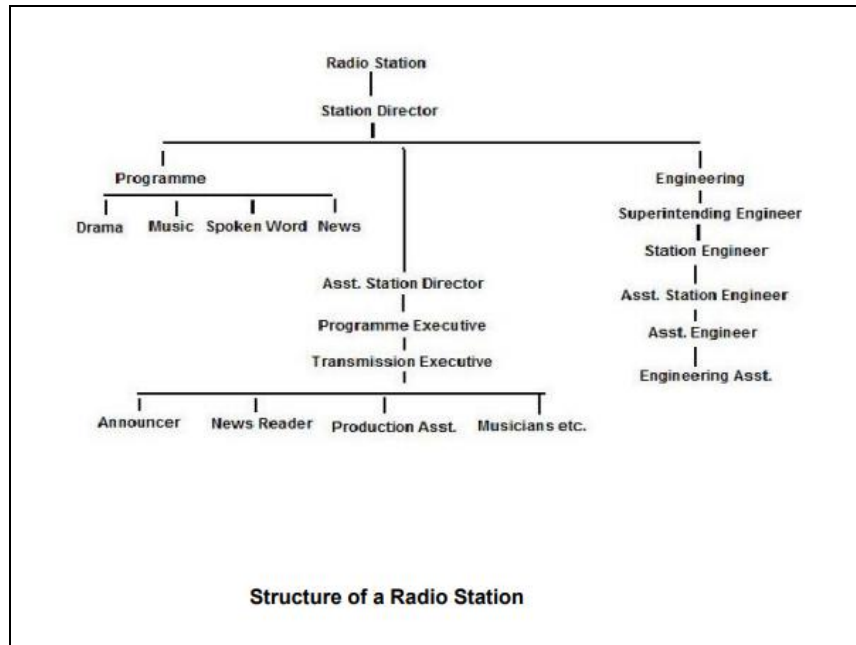 Radio Station
Station Director
Programme
Engineering
Drama Music Spoken Word News
Superintending Engineer
Station Engineer
Asst. Station Director
Asst. Station Engineer
Programme Executive
Asst. Engineer
Transmission Executive
Engineering Asst.
Announcer News Reader Production Asst. Musicians etc.
Structure of a Radio Station